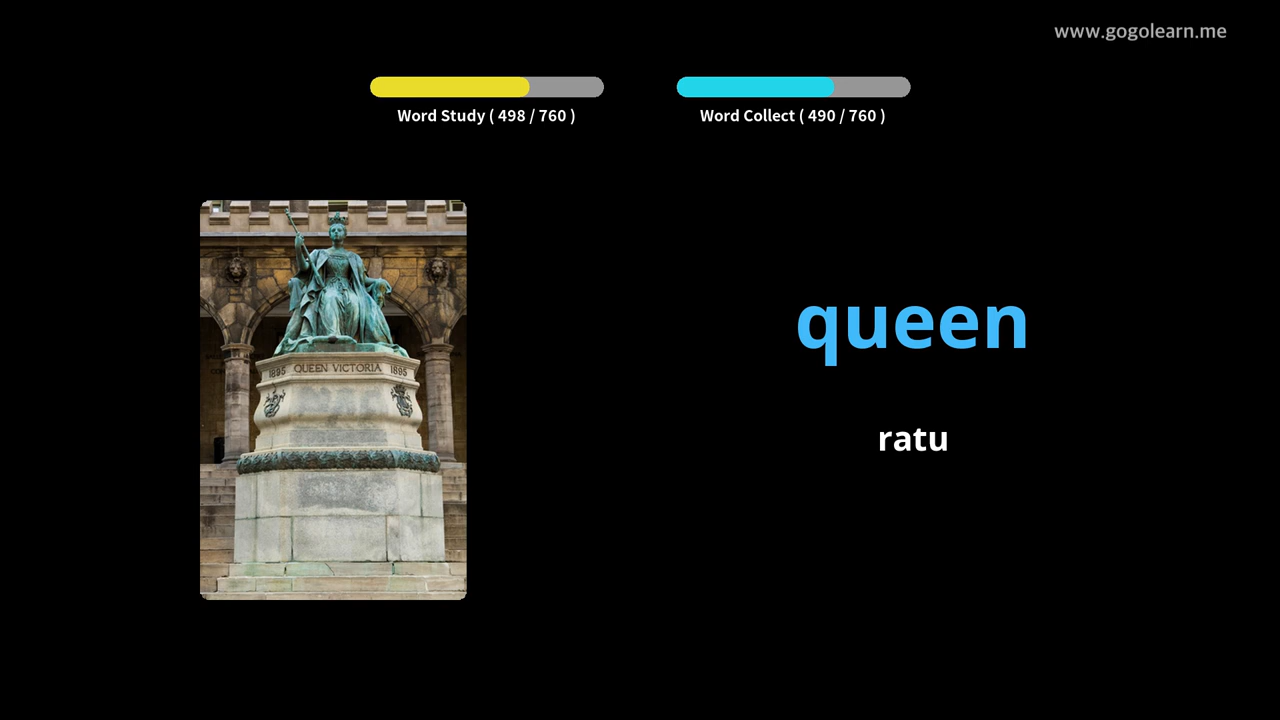 www.gogolearn.me
Word Study ( 498 / 760 )
Word Collect ( 490 / 760 )
1895 QUEEN VICTORIA 1895
queen
ratu